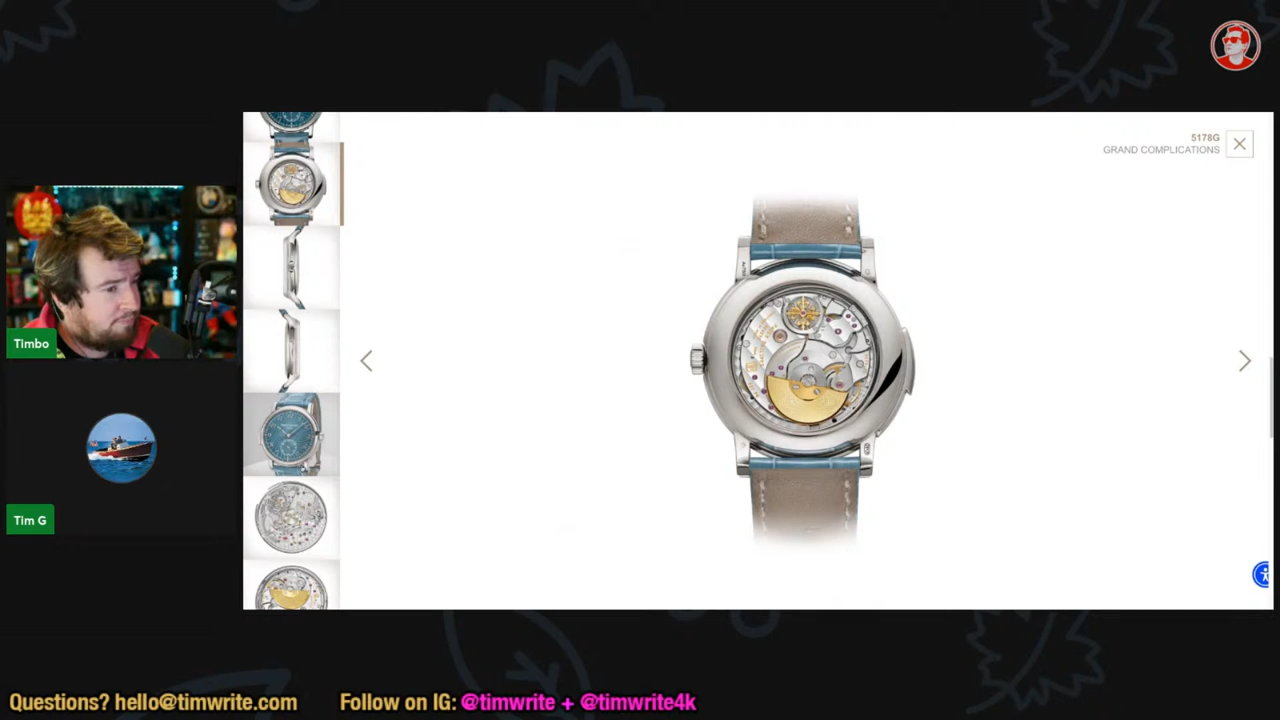 5178G
GRAND COMPLICATIONS
Timbo
Tim G
Questions? hello@timwrite.com
Follow on IG: @timwrite + @timwrite4k